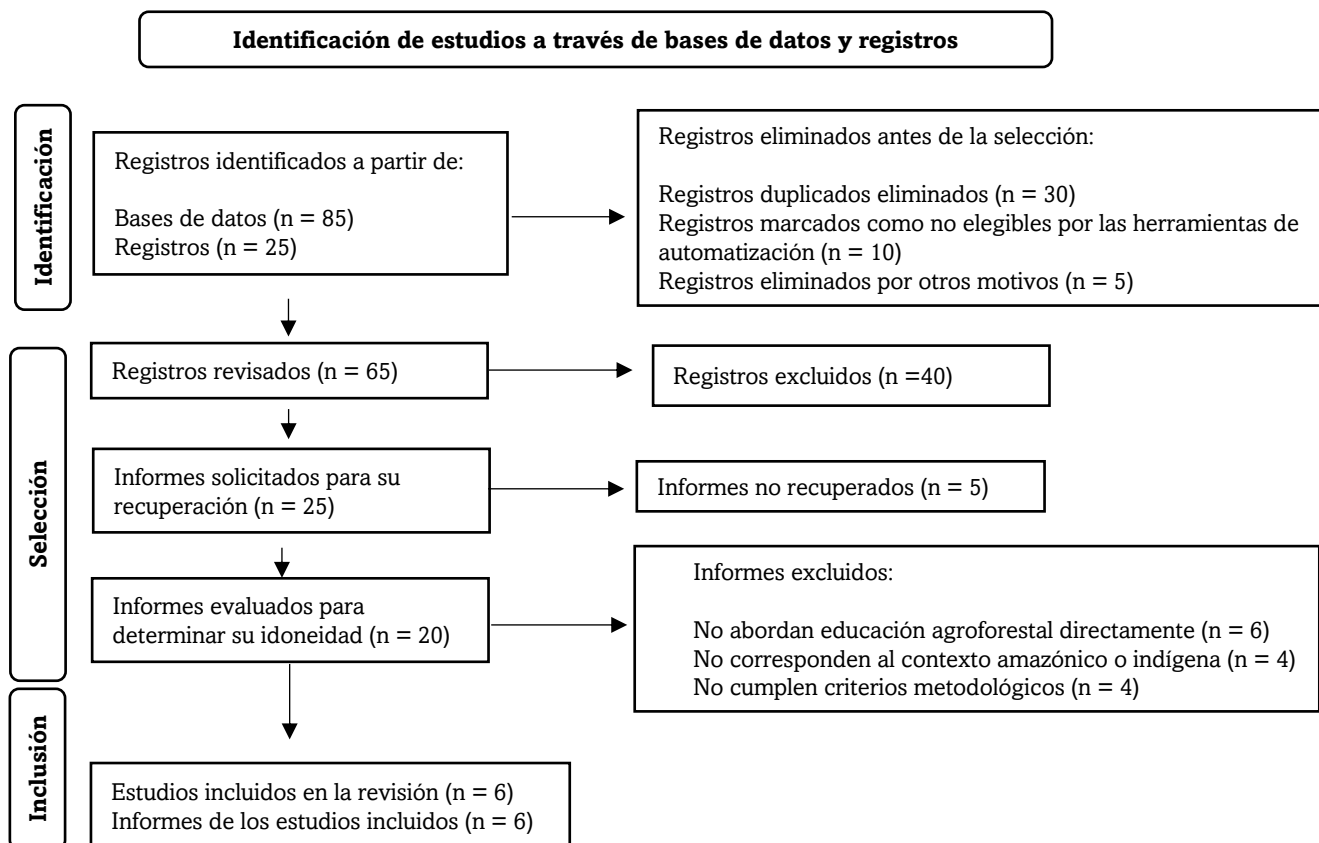 Identificación de estudios a través de bases de datos y registros
Identificación
Registros identificados a partir de:
Bases de datos (n = 85)
Registros (n = 25)
Registros eliminados antes de la selección:
Registros duplicados eliminados (n = 30)
Registros marcados como no elegibles por las herramientas de
automatización (n = 10)
Registros eliminados por otros motivos (n = 5)
Selección
Registros revisados (n = 65)
Registros excluidos (n =40)
Informes solicitados para su
recuperación (n = 25)
Informes no recuperados (n = 5)
Informes evaluados para
determinar su idoneidad (n = 20)
Informes excluidos:
No abordan educación agroforestal directamente (n = 6)
No corresponden al contexto amazónico o indígena (n = 4)
No cumplen criterios metodológicos (n = 4)
Inclusión
Estudios incluidos en la revisión (n = 6)
Informes de los estudios incluidos (n = 6)